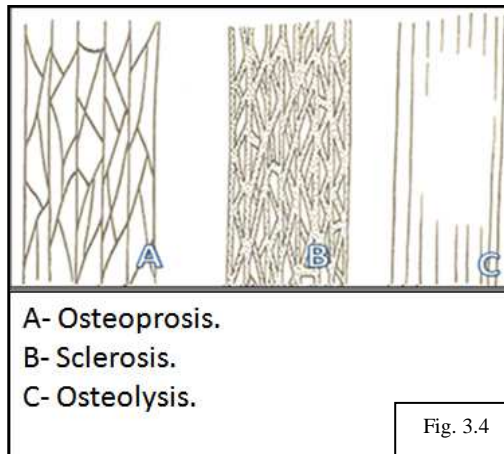 A
B
C
A- Osteoprosis.
B- Sclerosis.
C- Osteolysis.
Fig. 3.4